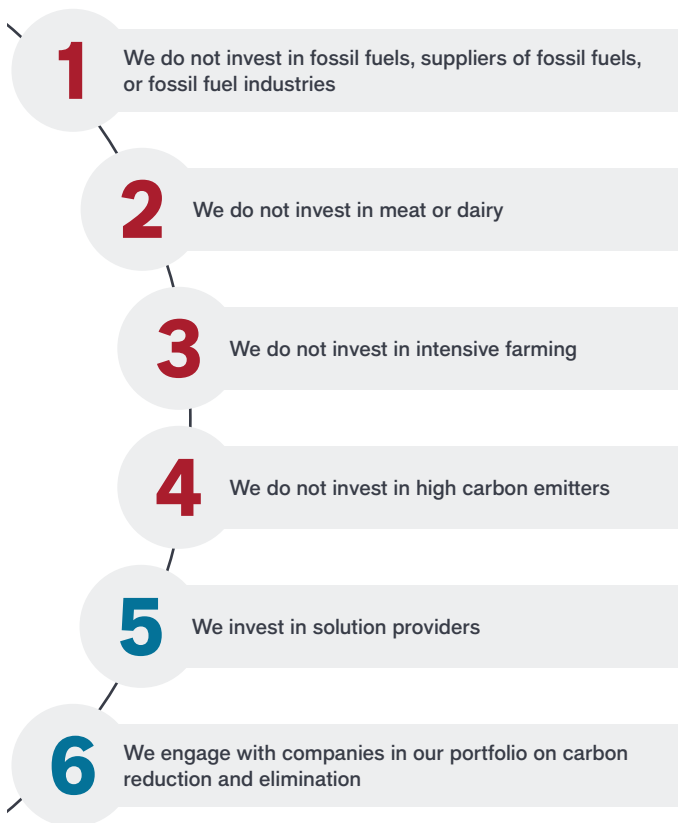 1
We do not invest in fossil fuels, suppliers of fossil fuels,
or fossil fuel industries
2
We do not invest in meat or dairy
3
We do not invest in intensive farming
4
We do not invest in high carbon emitters
5
We invest in solution providers
6
We engage with companies in our portfolio on carbon
reduction and elimination